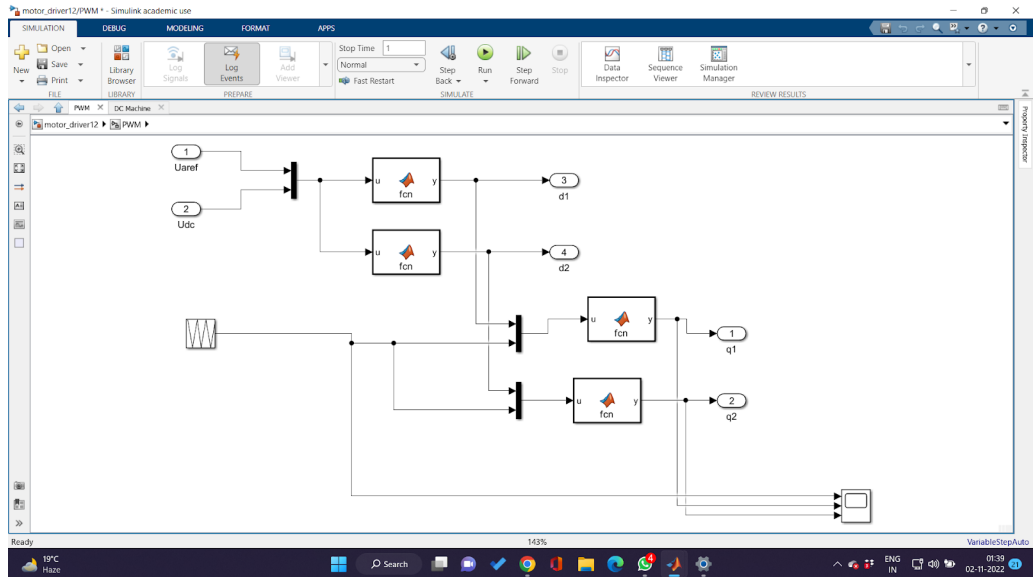 motor_driver12/PWM * - Simulink academic use
SIMULATION DEBUG MODELING FORMAT APPS
New
Open
Save
Print
FILE
Library Browser
LIBRARY
Log Signals
Log Events
Add Viewer
PREPARE
Stop Time 1
Normal
Fast Restart
Step Back
Run
Step Forward
Stop
SIMULATE
Data Inspector
Sequence Viewer
Simulation Manager
REVIEW RESULTS
PWM
DC Machine
motor_driver12 PWM
Property Inspector
1
Uaref
2
Udc
u fcn y
3
d1
u fcn y
4
d2
u fcn y
1
q1
u fcn y
2
q2
Ready 143% VariableStepAuto
19°C
Haze
Search
4
ENG
IN
01:39
02-11-2022
21